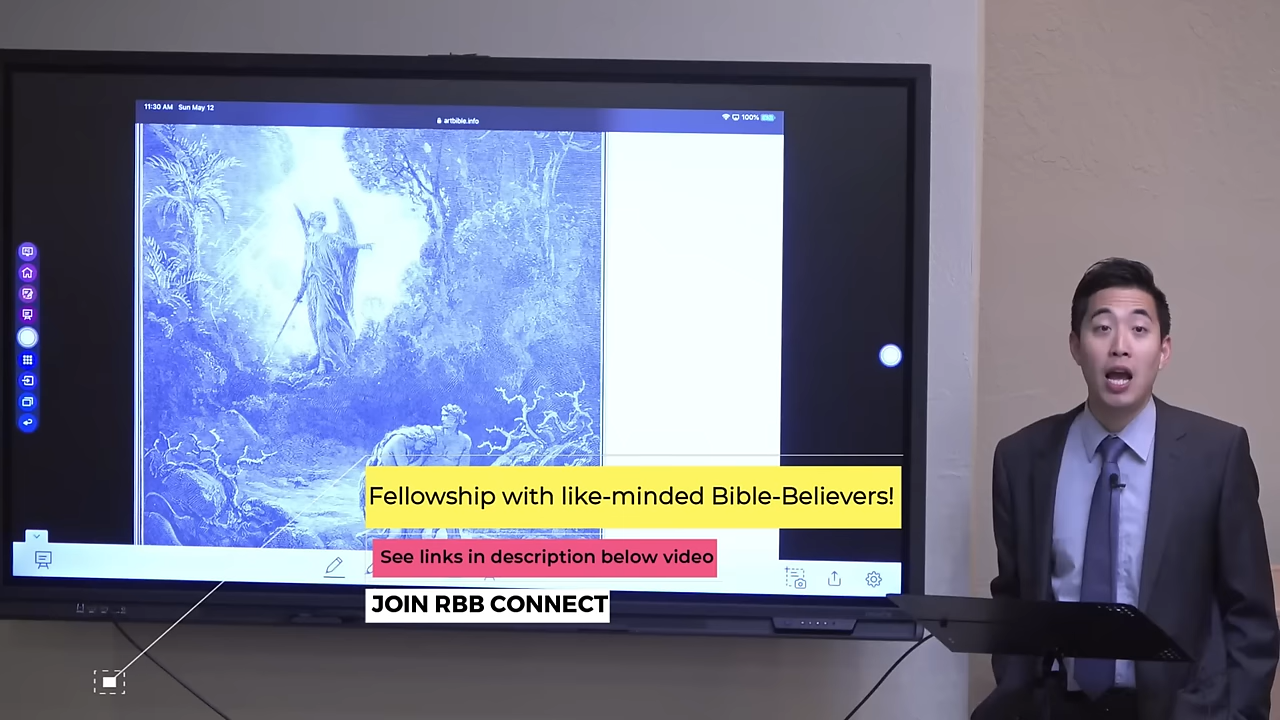 11:30 AM Sun May 12
artbible.info
100%
Fellowship with like-minded Bible-Believers!
See links in description below video
JOIN RBB CONNECT